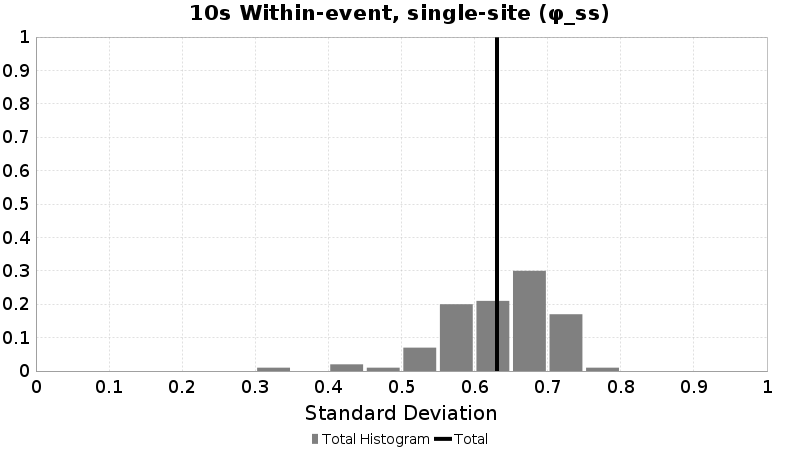 10s Within-event, single-site (φ_ss)
1
0.9
0.8
0.7
0.6
0.5
0.4
0.3
0.2
0.1
0
0 0.1 0.2 0.3 0.4 0.5 0.6 0.7 0.8 0.9 1
Standard Deviation
Total Histogram Total